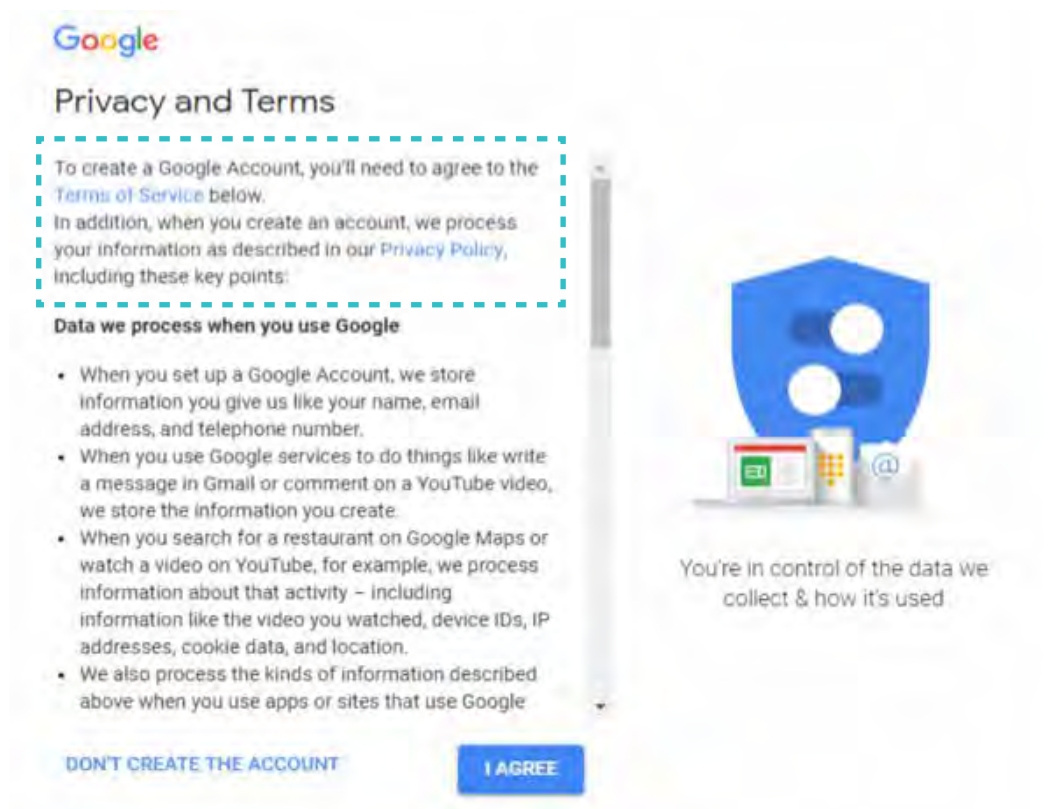 Google
Privacy and Terms
To create a Google Account, you'll need to agree to the
Terms of Service below.
In addition, when you create an account, we process
your information as described in our Privacy Policy,
including these key points:
Data we process when you use Google
• When you set up a Google Account, we store
information you give us like your name, email
address, and telephone number.
• When you use Google services to do things like write
a message in Gmail or comment on a YouTube video,
we store the information you create.
• When you search for a restaurant on Google Maps or
watch a video on YouTube, for example, we process
information about that activity – including
information like the video you watched, device IDs, IP
addresses, cookie data, and location.
• We also process the kinds of information described
above when you use apps or sites that use Google
@
You're in control of the data we
collect & how it's used
DON'T CREATE THE ACCOUNT
I AGREE